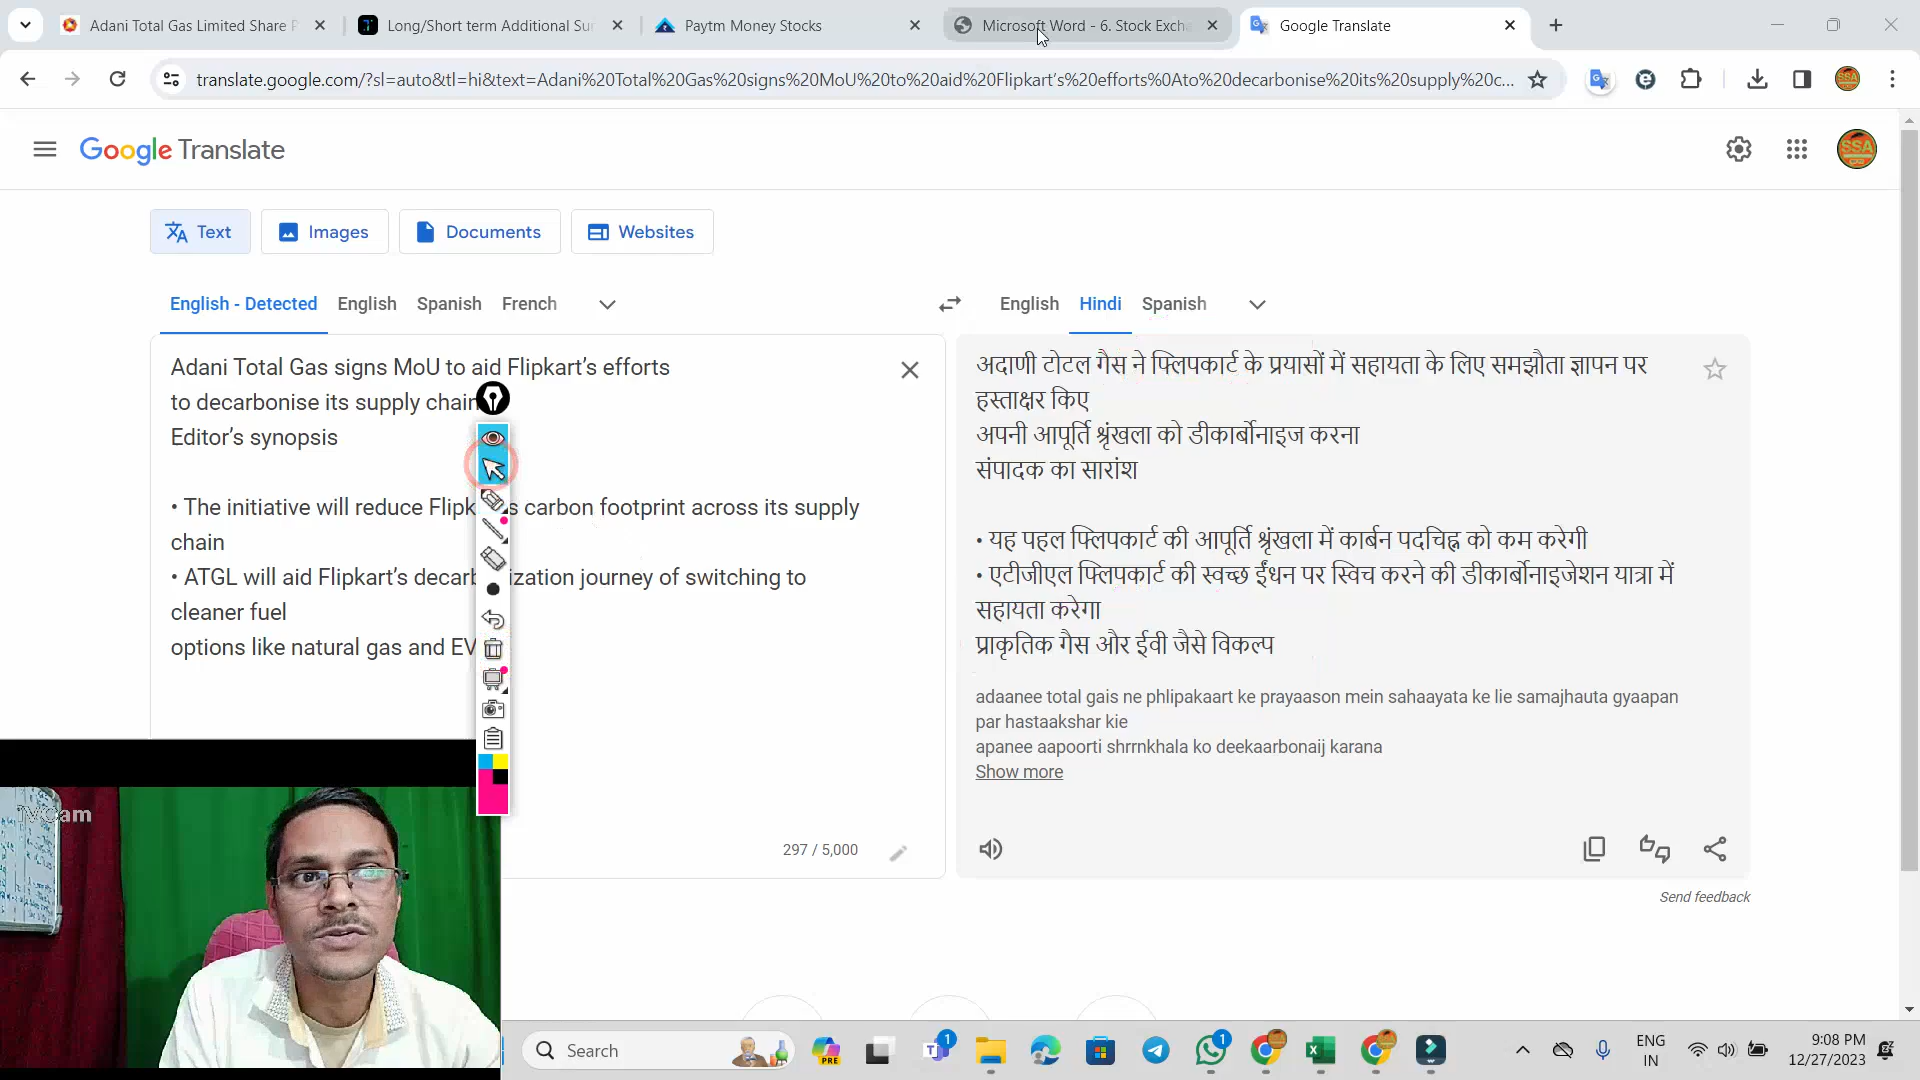 Adani Total Gas Limited Share P
Long/Short term Additional Sur
Paytm Money Stocks
Microsoft Word - 6. Stock Excha
Google Translate
translate.google.com/?sl=auto&tl=hi&text=Adani%20Total%20Gas%20signs%20MoU%20to%20aid%20Flipkart's%20efforts%0Ato%20decarbonise%20its%20supply%20c...
Google Translate
SSA
Text
Images
Documents
Websites
English - Detected
English
Spanish
French
English
Hindi
Spanish
Adani Total Gas signs MoU to aid Flipkart’s efforts
to decarbonise its supply chain
Editor’s synopsis
• The initiative will reduce Flipk s carbon footprint across its supply
chain
• ATGL will aid Flipkart’s decarb ization journey of switching to
cleaner fuel
options like natural gas and EV
297 / 5,000
अदाणी टोटल गैस ने फ्लिपकार्ट के प्रयासों में सहायता के लिए समझौता ज्ञापन पर
हस्ताक्षर किए
अपनी आपूर्ति श्रृंखला को डीकार्बोनाइज करना
संपादक का सारांश
• यह पहल फ्लिपकार्ट की आपूर्ति श्रृंखला में कार्बन पदचिह्न को कम करेगी
• एटीजीएल फ्लिपकार्ट की स्वच्छ ईंधन पर स्विच करने की डीकार्बोनाइजेशन यात्रा में
सहायता करेगा
प्राकृतिक गैस और ईवी जैसे विकल्प
adaanee total gais ne phlipakaart ke prayaason mein sahaayata ke lie samajhauta gyaapan
par hastaakshar kie
apanee aapoorti shrrnkhala ko deekaarbonaij karana
Show more
Send feedback
iVCam
Search
PRE
1
1
ENG
IN
9:08 PM
12/27/2023